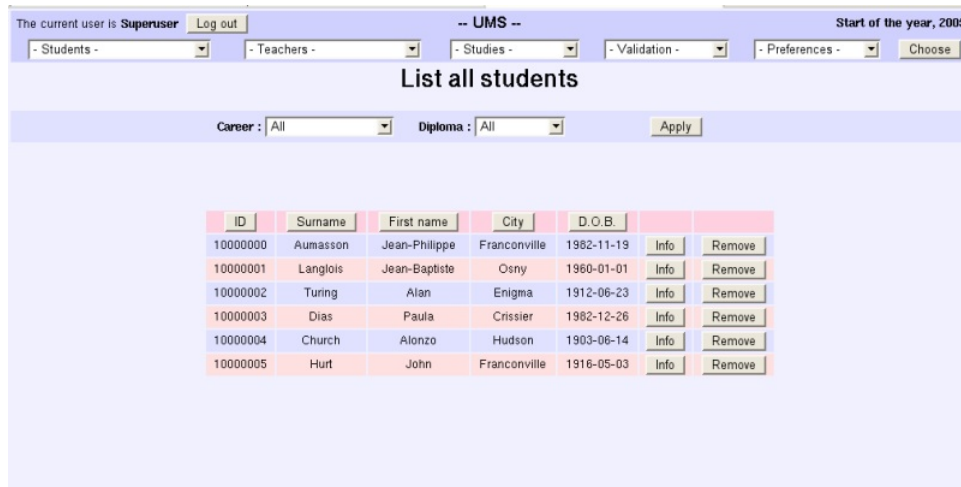 The current user is Superuser Log out -- UMS -- Start of the year, 2005
- Students - - Teachers - - Studies - - Validation - - Preferences - Choose
List all students
Career : All Diploma : All Apply
ID Surname First name City D.O.B.
10000000 Aumasson Jean-Philippe Franconville 1982-11-19 Info Remove
10000001 Langlois Jean-Baptiste Osny 1960-01-01 Info Remove
10000002 Turing Alan Enigma 1912-06-23 Info Remove
10000003 Dias Paula Crissier 1982-12-26 Info Remove
10000004 Church Alonzo Hudson 1903-06-14 Info Remove
10000005 Hurt John Franconville 1916-05-03 Info Remove